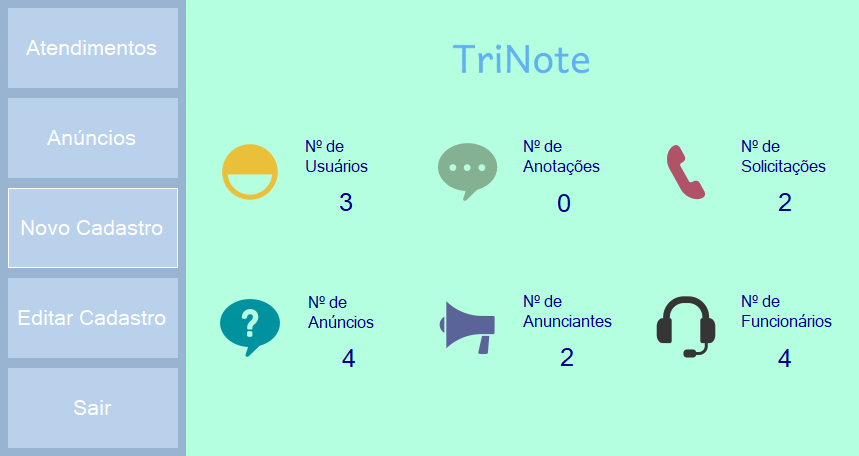 Atendimentos
Anúncios
Novo Cadastro
Editar Cadastro
Sair
TriNote
Nº de
Usuários
3
Nº de
Anotações
0
Nº de
Solicitações
2
?
Nº de
Anúncios
4
Nº de
Anunciantes
2
Nº de
Funcionários
4